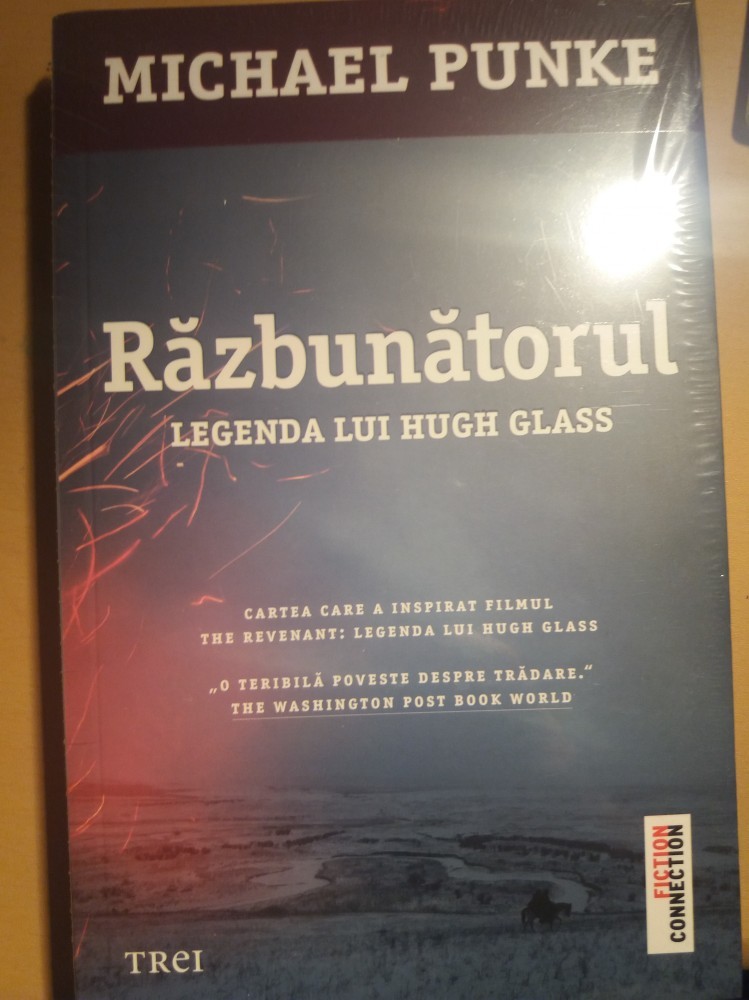 MICHAEL PUNKE
Răzbunătorul
LEGENDA LUI HUGH GLASS
CARTEA CARE A INSPIRAT FILMUL
THE REVENANT: LEGENDA LUI HUGH GLASS
„O TERIBILĂ POVESTE DESPRE TRĂDARE.“
THE WASHINGTON POST BOOK WORLD
FICTION
CONNECTION
TREI